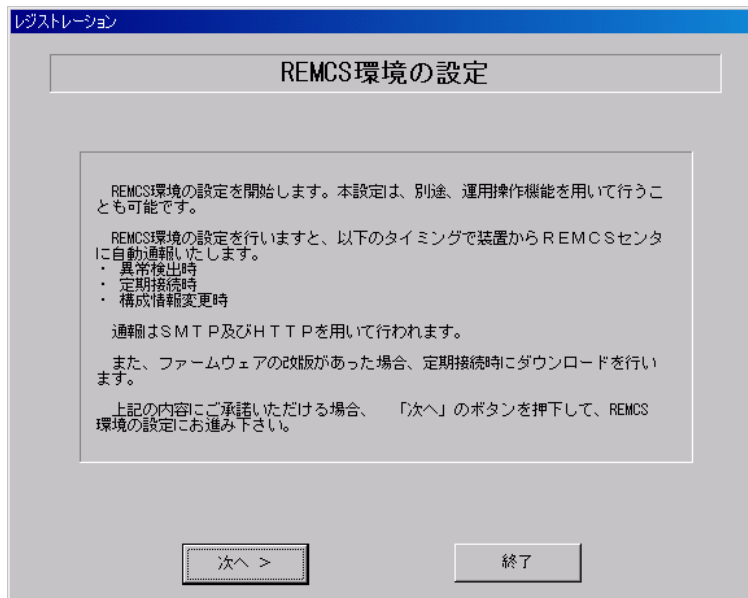 レジストレーション
REMCS環境の設定
REMCS環境の設定を開始します。本設定は、別途、運用操作機能を用いて行うこ
とも可能です。
REMCS環境の設定を行いますと、以下のタイミングで装置からＲＥＭＣＳセンタ
に自動通報いたします。
・ 異常検出時
・ 定期接続時
・ 構成情報変更時
通報はＳＭＴＰ及びＨＴＴＰを用いて行われます。
また、ファームウェアの改版があった場合、定期接続時にダウンロードを行い
ます。
上記の内容にご承諾いただける場合、 「次へ」のボタンを押下して、REMCS
環境の設定にお進み下さい。
次へ >
終了